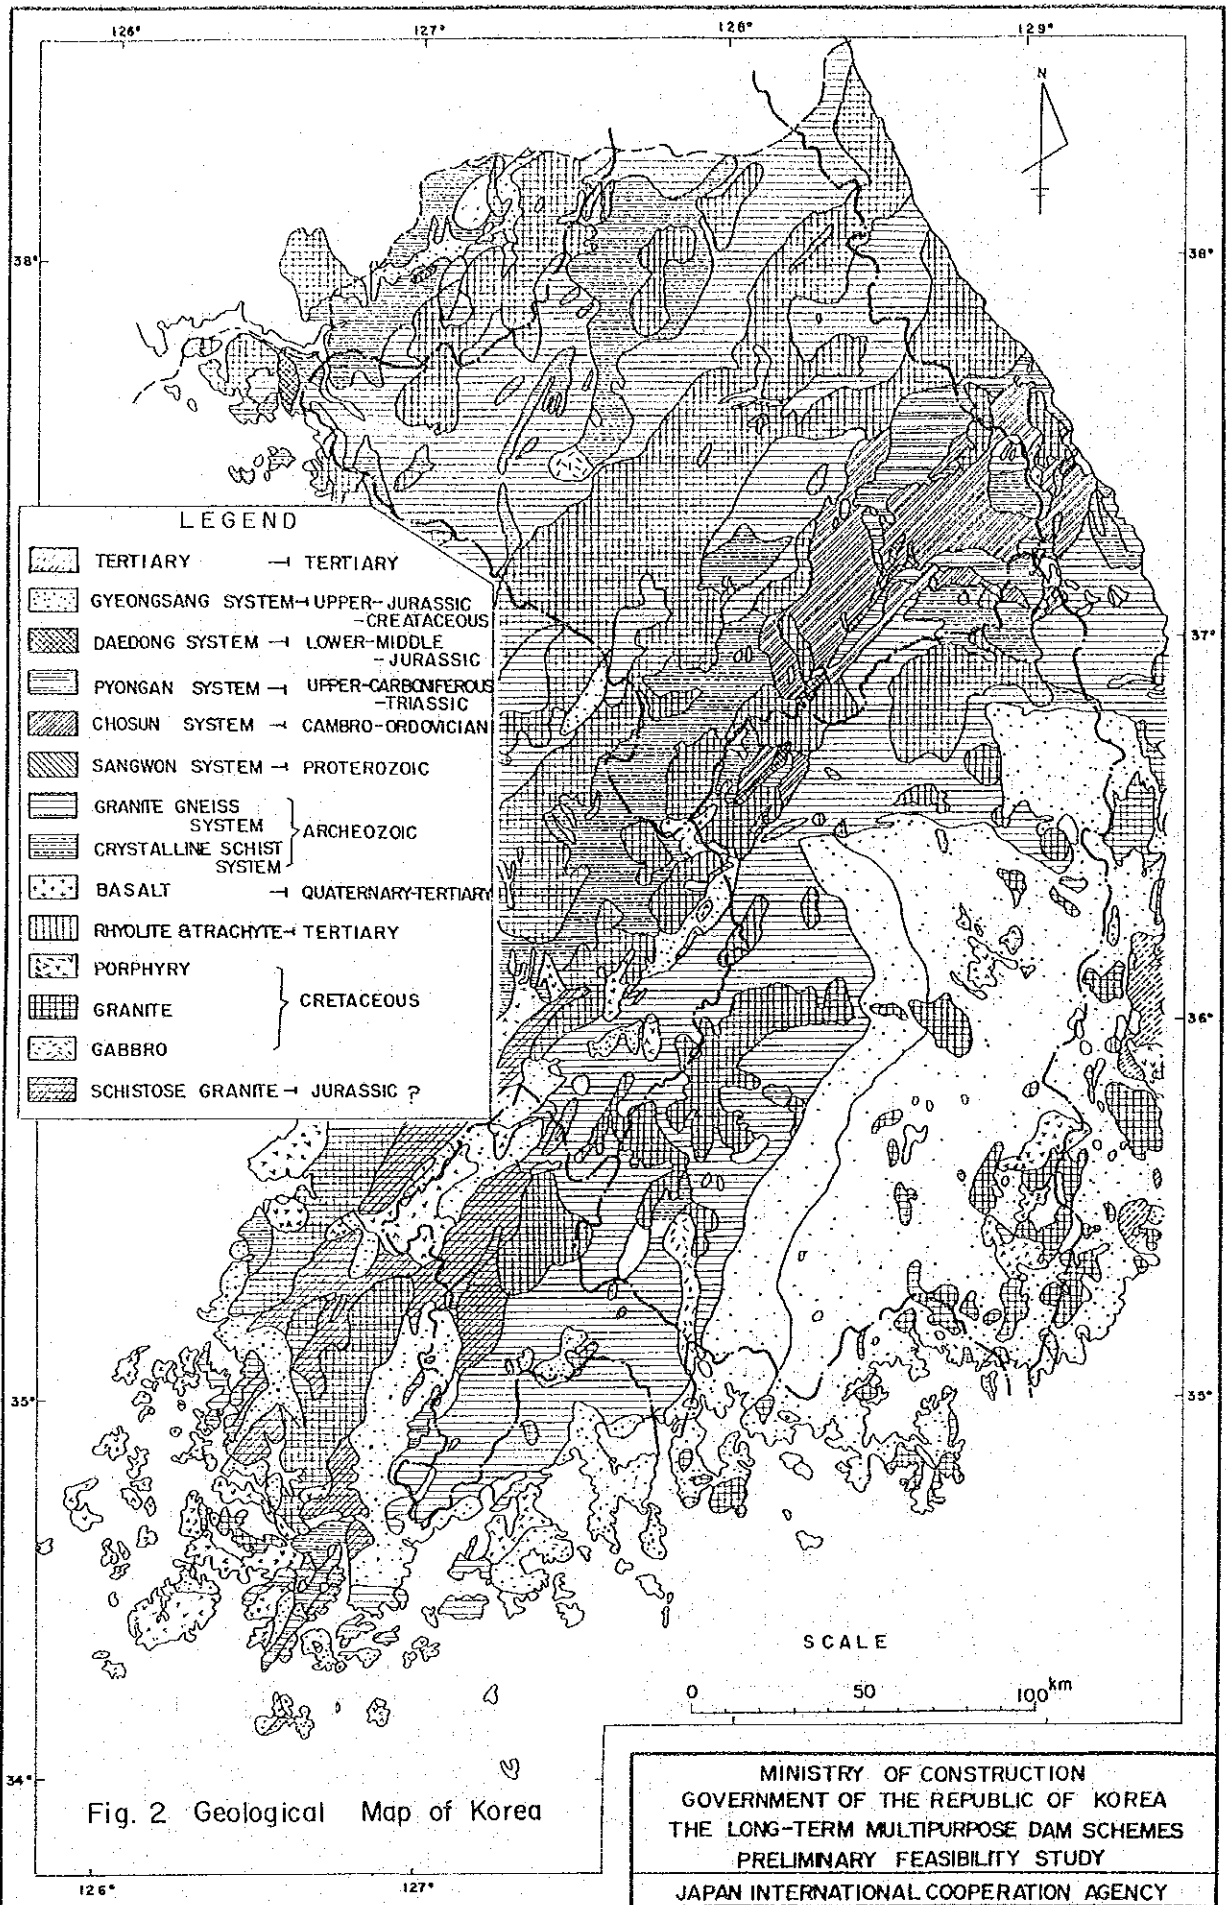 126° 127° 128° 129°
N
38° 38°
LEGEND
TERTIARY ⊣ TERTIARY
GYEONGSANG SYSTEM ⊣ UPPER-JURASSIC
-CREATACEOUS
DAEDONG SYSTEM ⊣ LOWER-MIDDLE
-JURASSIC
PYONGAN SYSTEM ⊣ UPPER-CARBONIFEROUS
-TRIASSIC
CHOSUN SYSTEM ⊣ CAMBRO-ORDOVICIAN
SANGWON SYSTEM ⊣ PROTEROZOIC
GRANITE GNEISS
SYSTEM
ARCHEOZOIC
CRYSTALLINE SCHIST
SYSTEM
BASALT ⊣ QUATERNARY-TERTIARY
RHYOLITE & TRACHYTE ⊣ TERTIARY
PORPHYRY
GRANITE
CRETACEOUS
GABBRO
SCHISTOSE GRANITE ⊣ JURASSIC ?
37°
36°
35° 35°
SCALE
0 50 100km
34°
Fig. 2 Geological Map of Korea
126° 127°
MINISTRY OF CONSTRUCTION
GOVERNMENT OF THE REPUBLIC OF KOREA
THE LONG-TERM MULTIPURPOSE DAM SCHEMES
PRELIMINARY FEASIBILITY STUDY
JAPAN INTERNATIONAL COOPERATION AGENCY